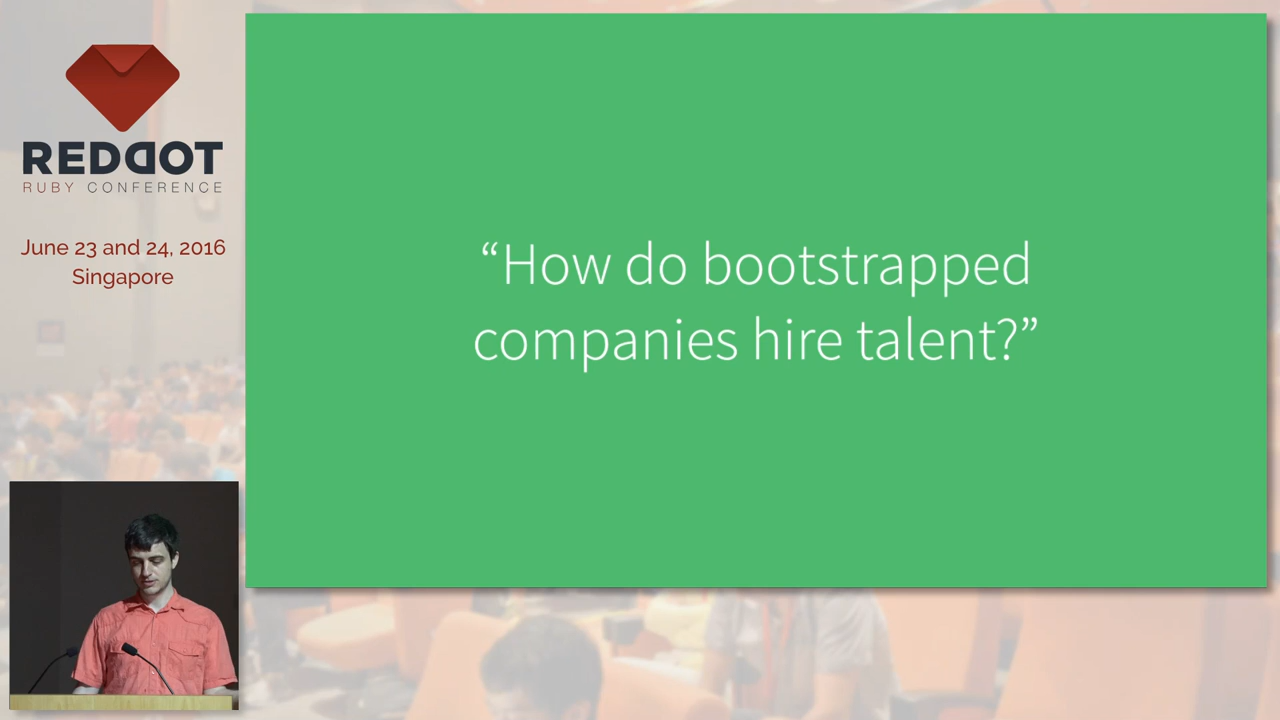 REDDOT
RUBY CONFERENCE
June 23 and 24, 2016
Singapore
“How do bootstrapped
companies hire talent?”